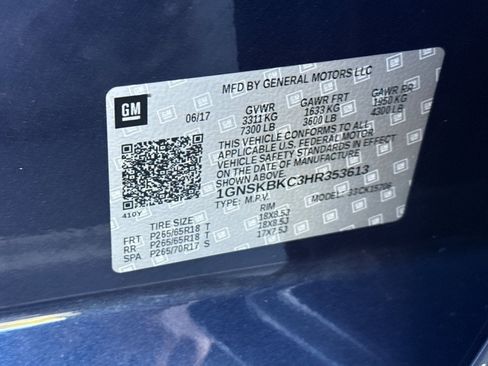 MFD BY GENERAL MOTORS LLC
GM
06/17 GVWR GAWR FRT GAWR RR
3311 KG 1633 KG 1950 KG
7300 LB 3600 LB 4300 LB
THIS VEHICLE CONFORMS TO ALL
APPLICABLE U.S. FEDERAL MOTOR
VEHICLE SAFETY STANDARDS IN EFFECT
ON THE DATE OF MANUFACTURE
1GNSKBKC3HR353613
TYPE: M.P.V. MODEL:
410Y
TIRE SIZE RIM
FRT P265/65R18 T 18X8.5J
RR P265/65R18 T 18X8.5J
SPA P265/70R17 S 17X7.5J